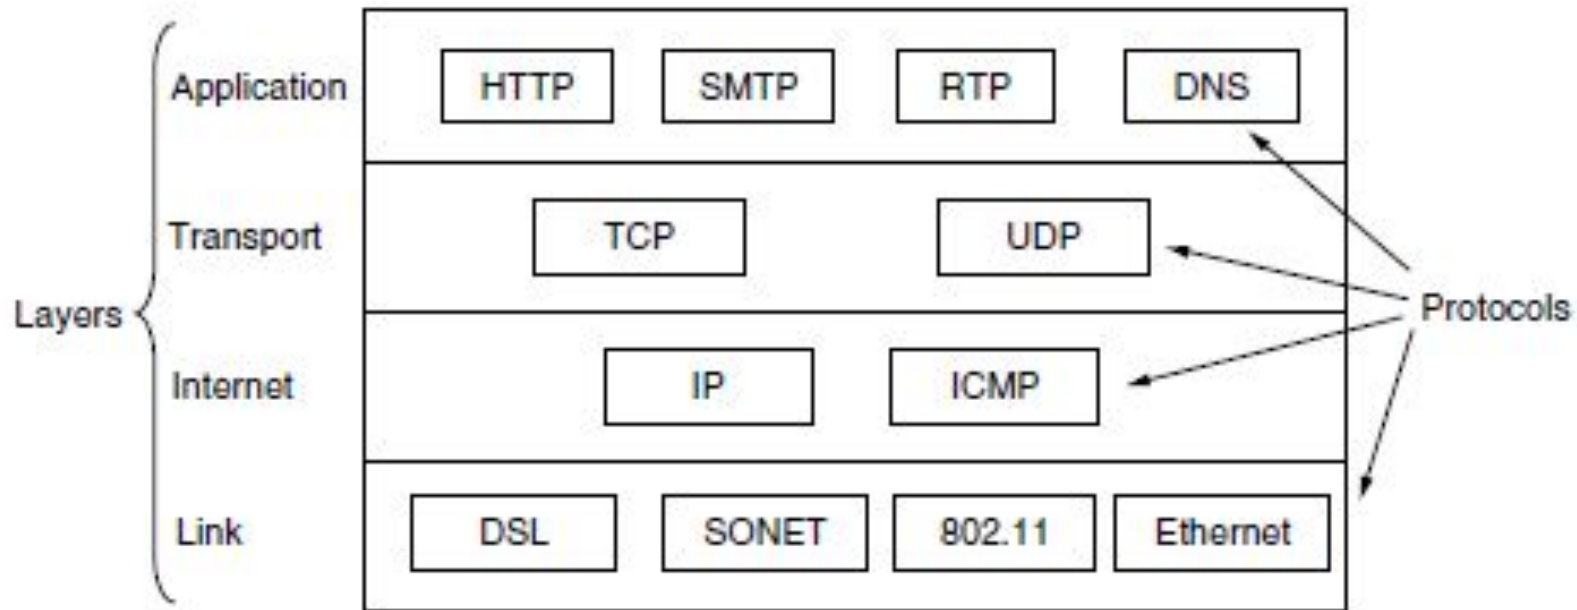 Application HTTP SMTP RTP DNS
Transport TCP UDP
Layers Protocols
Internet IP ICMP
Link DSL SONET 802.11 Ethernet